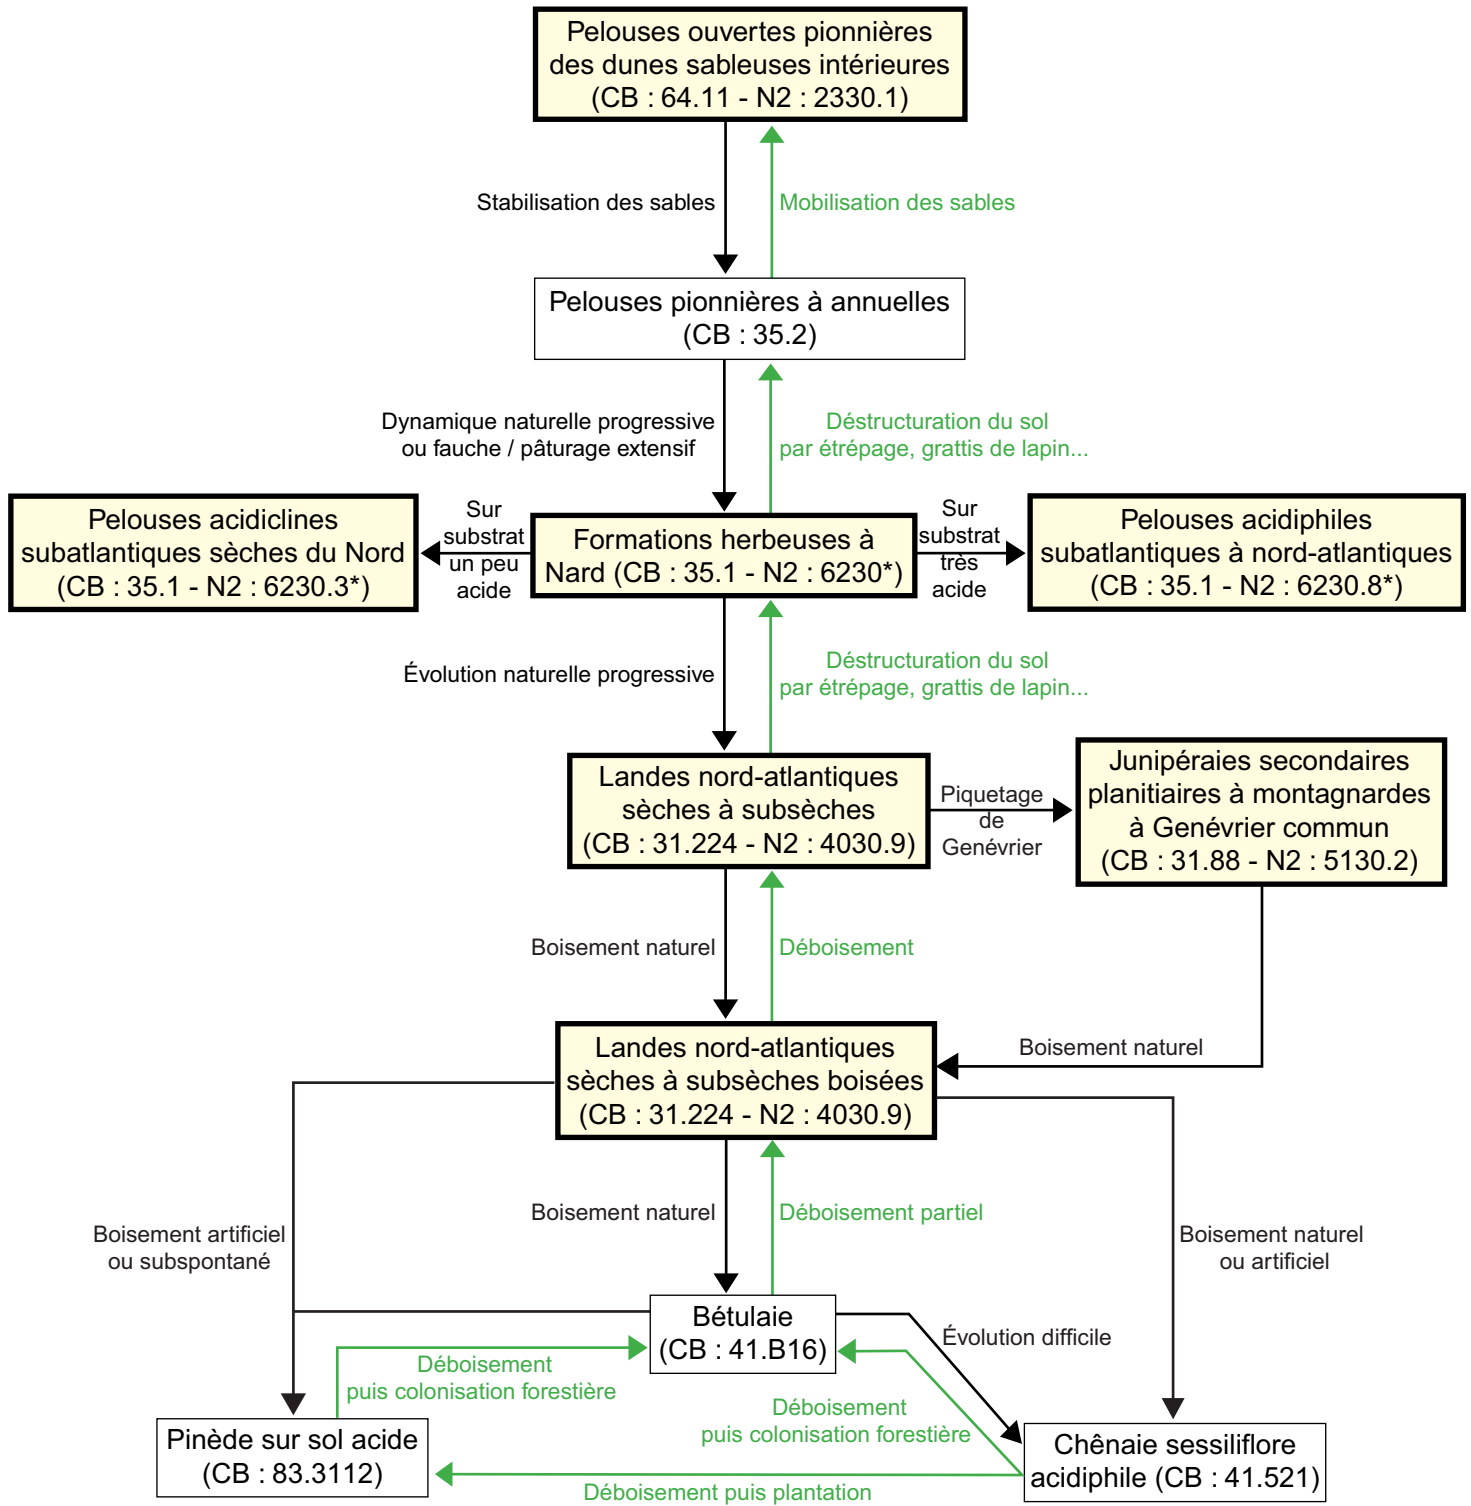 Pelouses ouvertes pionnières
des dunes sableuses intérieures
(CB : 64.11 - N2 : 2330.1)
Stabilisation des sables
Mobilisation des sables
Pelouses pionnières à annuelles
(CB : 35.2)
Dynamique naturelle progressive
ou fauche / pâturage extensif
Déstructuration du sol
par étrépage, grattis de lapin...
Pelouses acidiclines
subatlantiques sèches du Nord
(CB : 35.1 - N2 : 6230.3*)
Sur
substrat
un peu
acide
Formations herbeuses à
Nard (CB : 35.1 - N2 : 6230*)
Sur
substrat
très
acide
Pelouses acidiphiles
subatlantiques à nord-atlantiques
(CB : 35.1 - N2 : 6230.8*)
Évolution naturelle progressive
Déstructuration du sol
par étrépage, grattis de lapin...
Landes nord-atlantiques
sèches à subsèches
(CB : 31.224 - N2 : 4030.9)
Piquetage
de
Genévrier
Junipéraies secondaires
planitiaires à montagnardes
à Genévrier commun
(CB : 31.88 - N2 : 5130.2)
Boisement naturel
Déboisement
Landes nord-atlantiques
sèches à subsèches boisées
(CB : 31.224 - N2 : 4030.9)
Boisement naturel
Boisement artificiel
ou subspontané
Boisement naturel
Déboisement partiel
Boisement naturel
ou artificiel
Bétulaie
(CB : 41.B16)
Évolution difficile
Déboisement
puis colonisation forestière
Déboisement
puis colonisation forestière
Pinède sur sol acide
(CB : 83.3112)
Chênaie sessiliflore
acidiphile (CB : 41.521)
Déboisement puis plantation